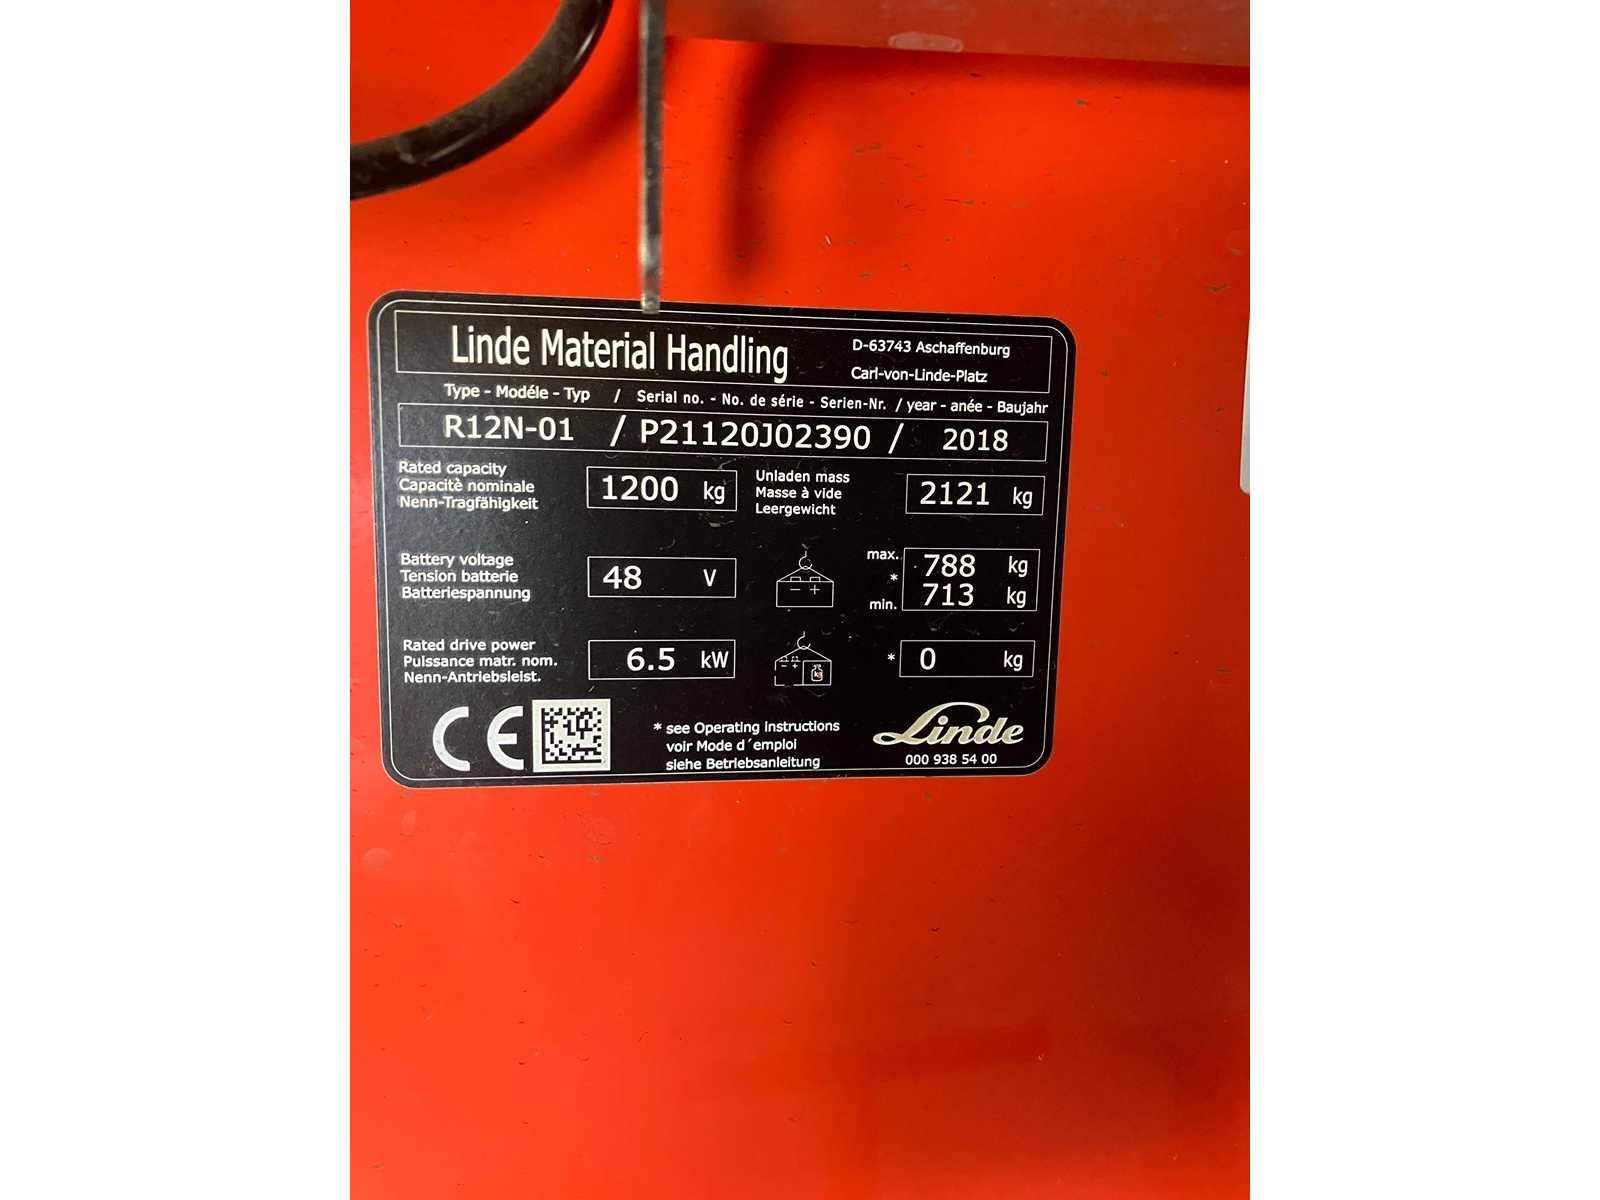 Linde Material Handling
D-63743 Aschaffenburg
Carl-von-Linde-Platz
Type - Modéle - Typ / Serial no. - No. de série - Serien-Nr. / year - anée - Baujahr
R12N-01 / P21120J02390 / 2018
Rated capacity
Capacitè nominale
Nenn-Tragfähigkeit
1200 kg
Unladen mass
Masse à vide
Leergewicht
2121 kg
Battery voltage
Tension batterie
Batteriespannung
48 V
- +
max. 788 kg
*
min. 713 kg
Rated drive power
Puissance matr. nom.
Nenn-Antriebsleist.
6.5 kW
- + kg
* 0 kg
CE
* see Operating instructions
voir Mode d´emploi
siehe Betriebsanleitung
Linde
000 938 54 00